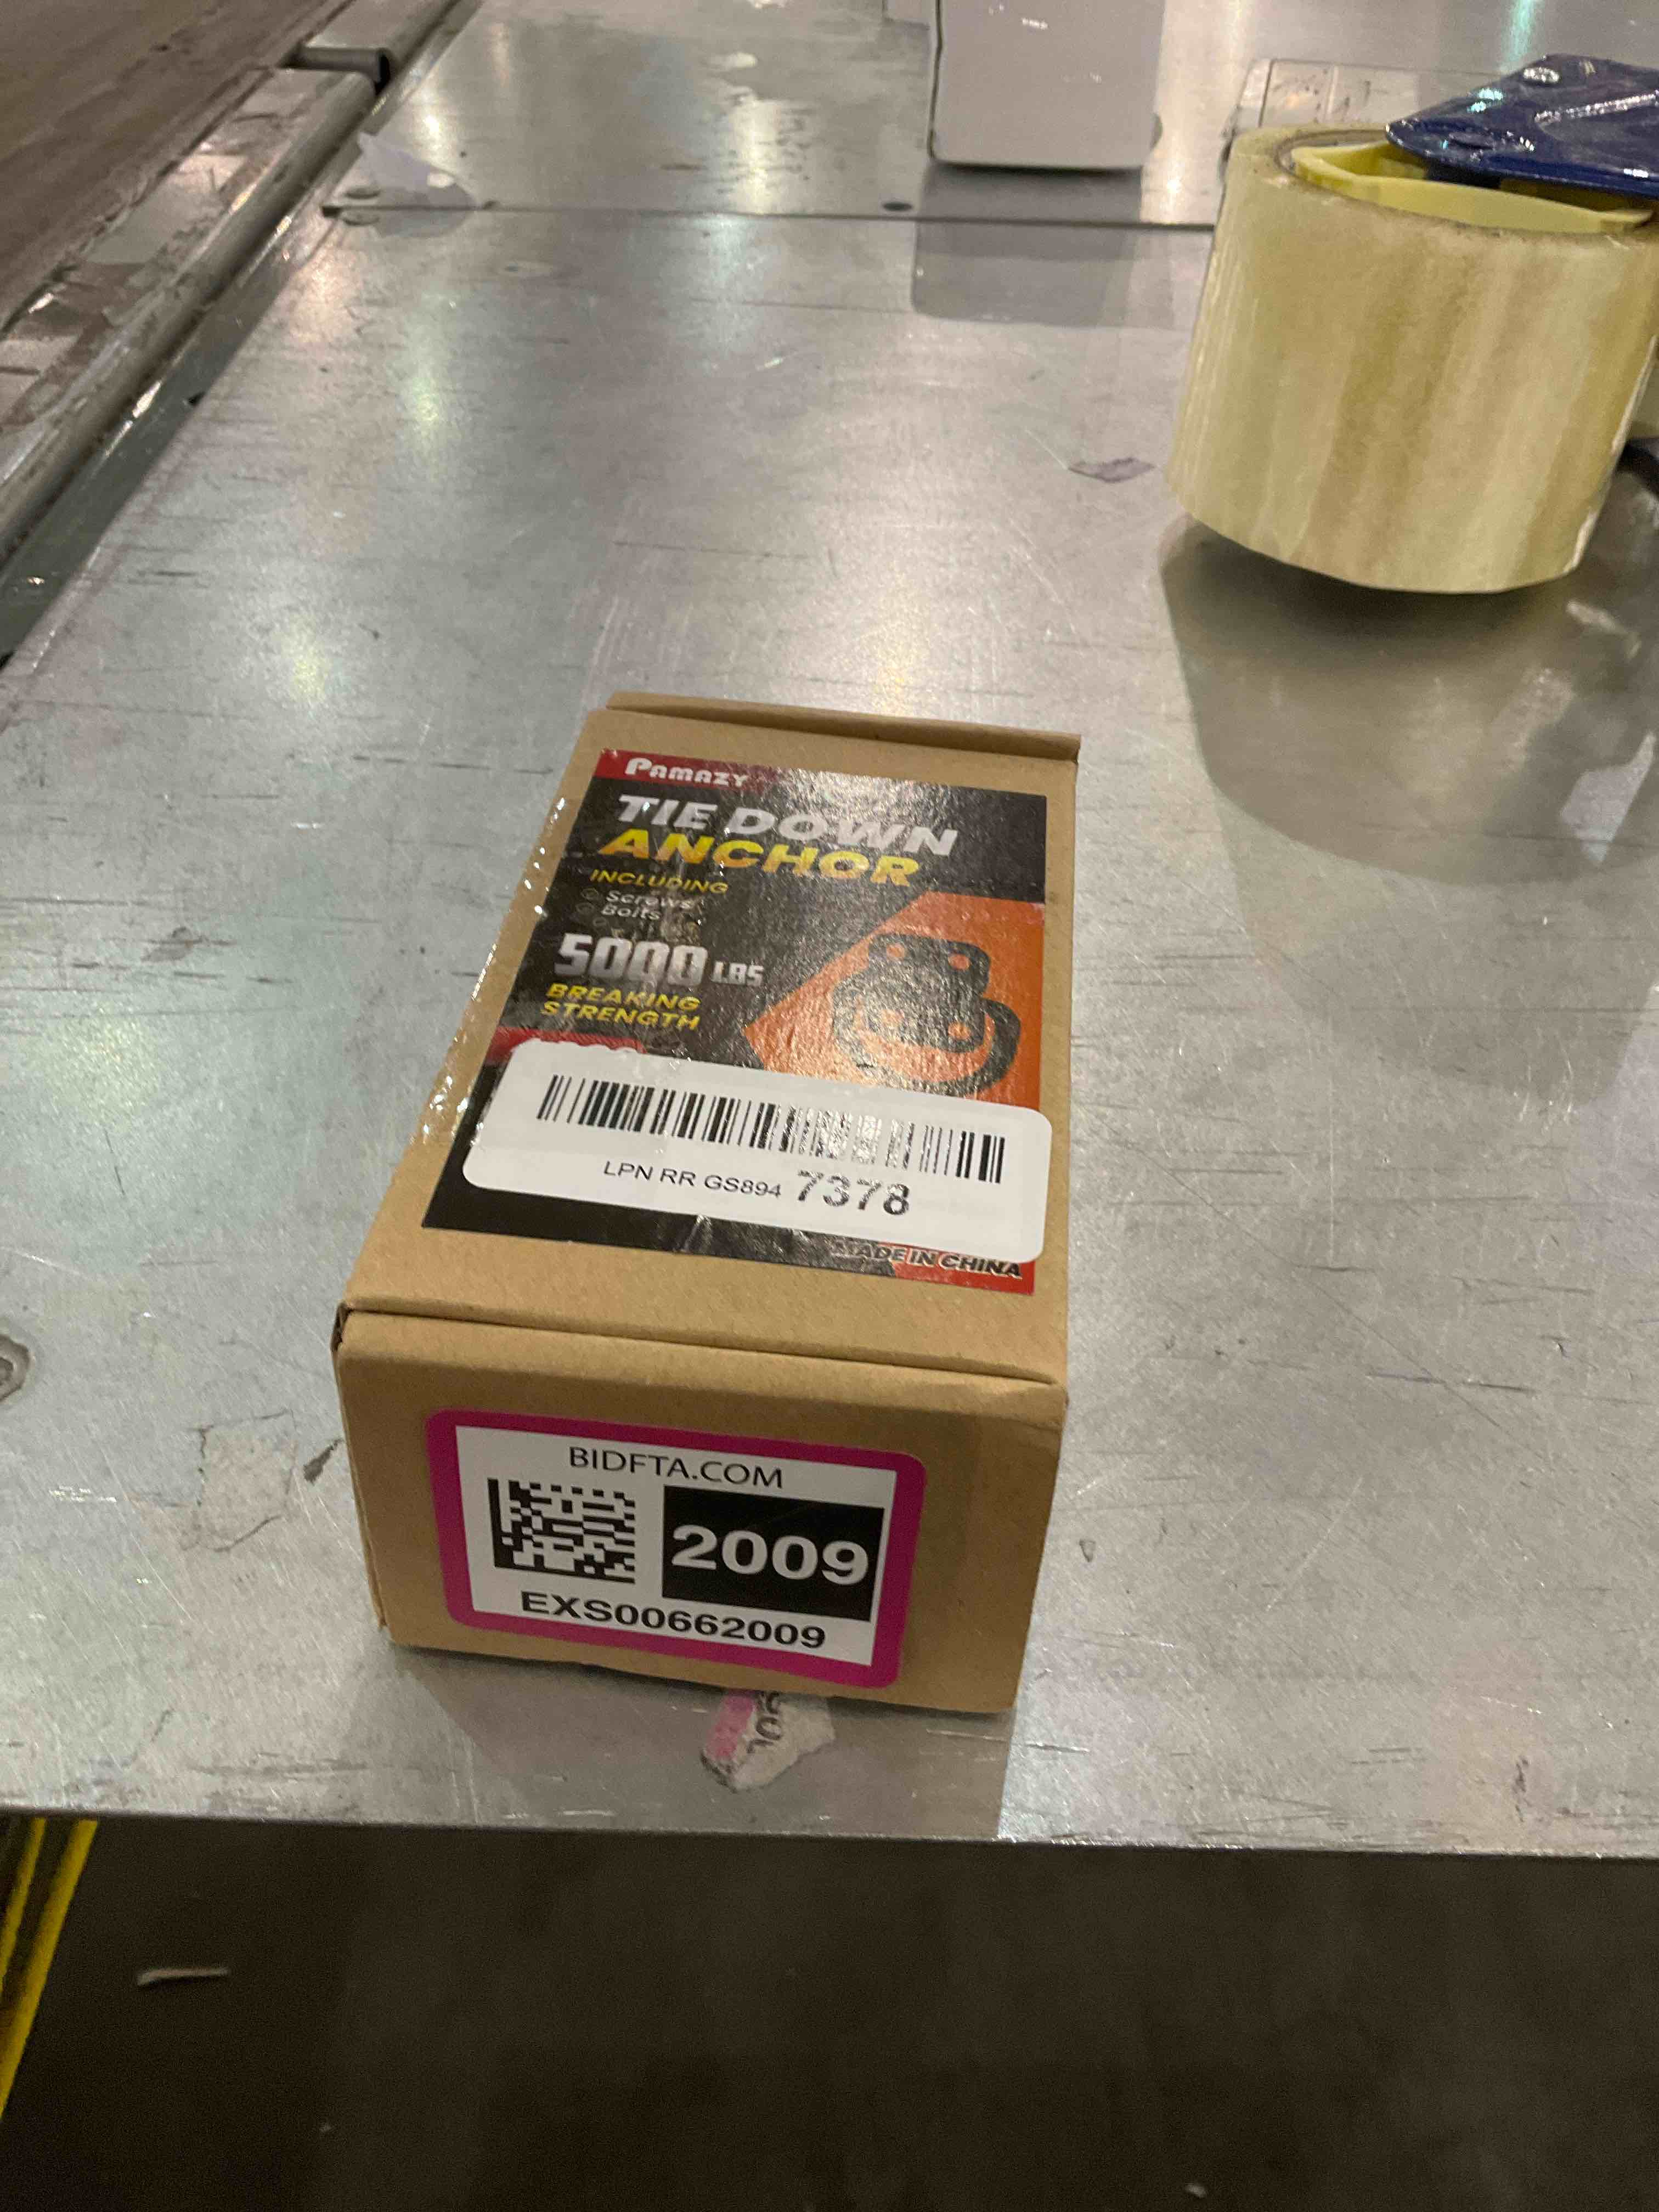 Pamazy
TIE DOWN
ANCHOR
INCLUDING
Screws
Bolts
5000 LBS
BREAKING
STRENGTH
LPN RR GS894 7378
MADE IN CHINA
BIDFTA.COM
2009
EXS00662009